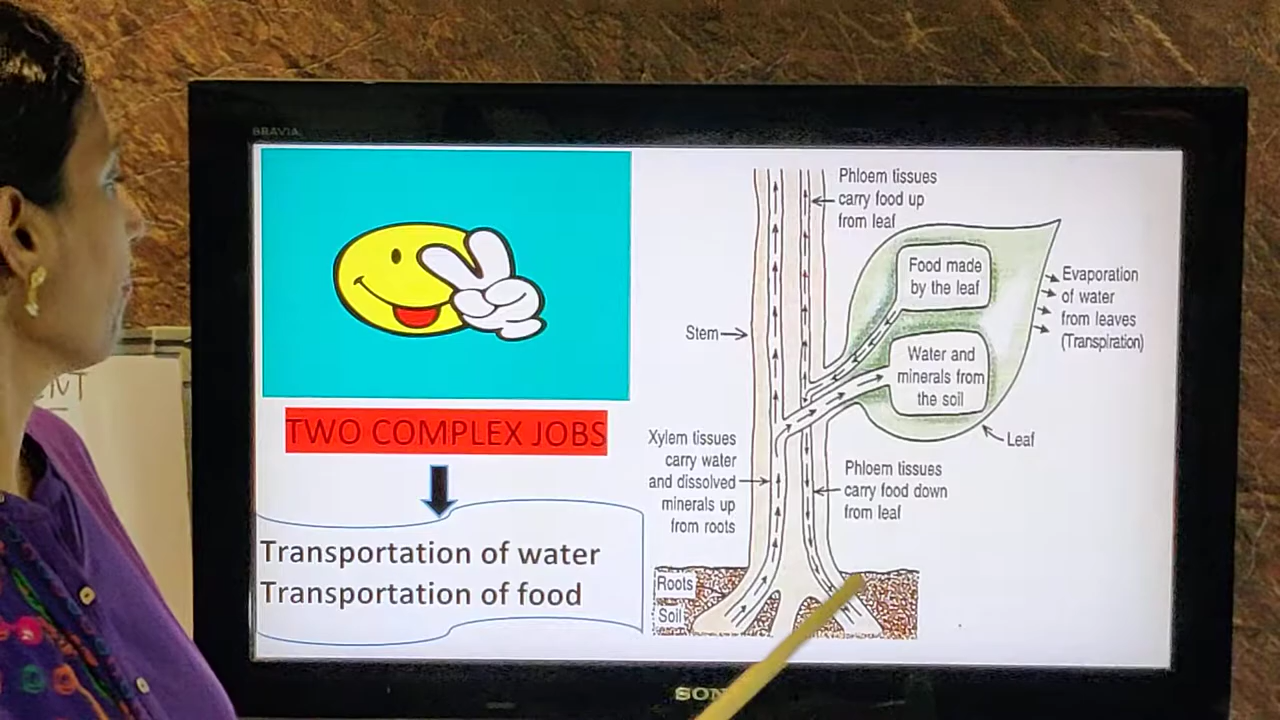 BRAVIA
TWO COMPLEX JOBS
Transportation of water
Transportation of food
Phloem tissues
carry food up
from leaf
Food made
by the leaf
Evaporation
of water
from leaves
(Transpiration)
Stem
Water and
minerals from
the soil
Leaf
Xylem tissues
carry water
and dissolved
minerals up
from roots
Phloem tissues
carry food down
from leaf
Roots
Soil